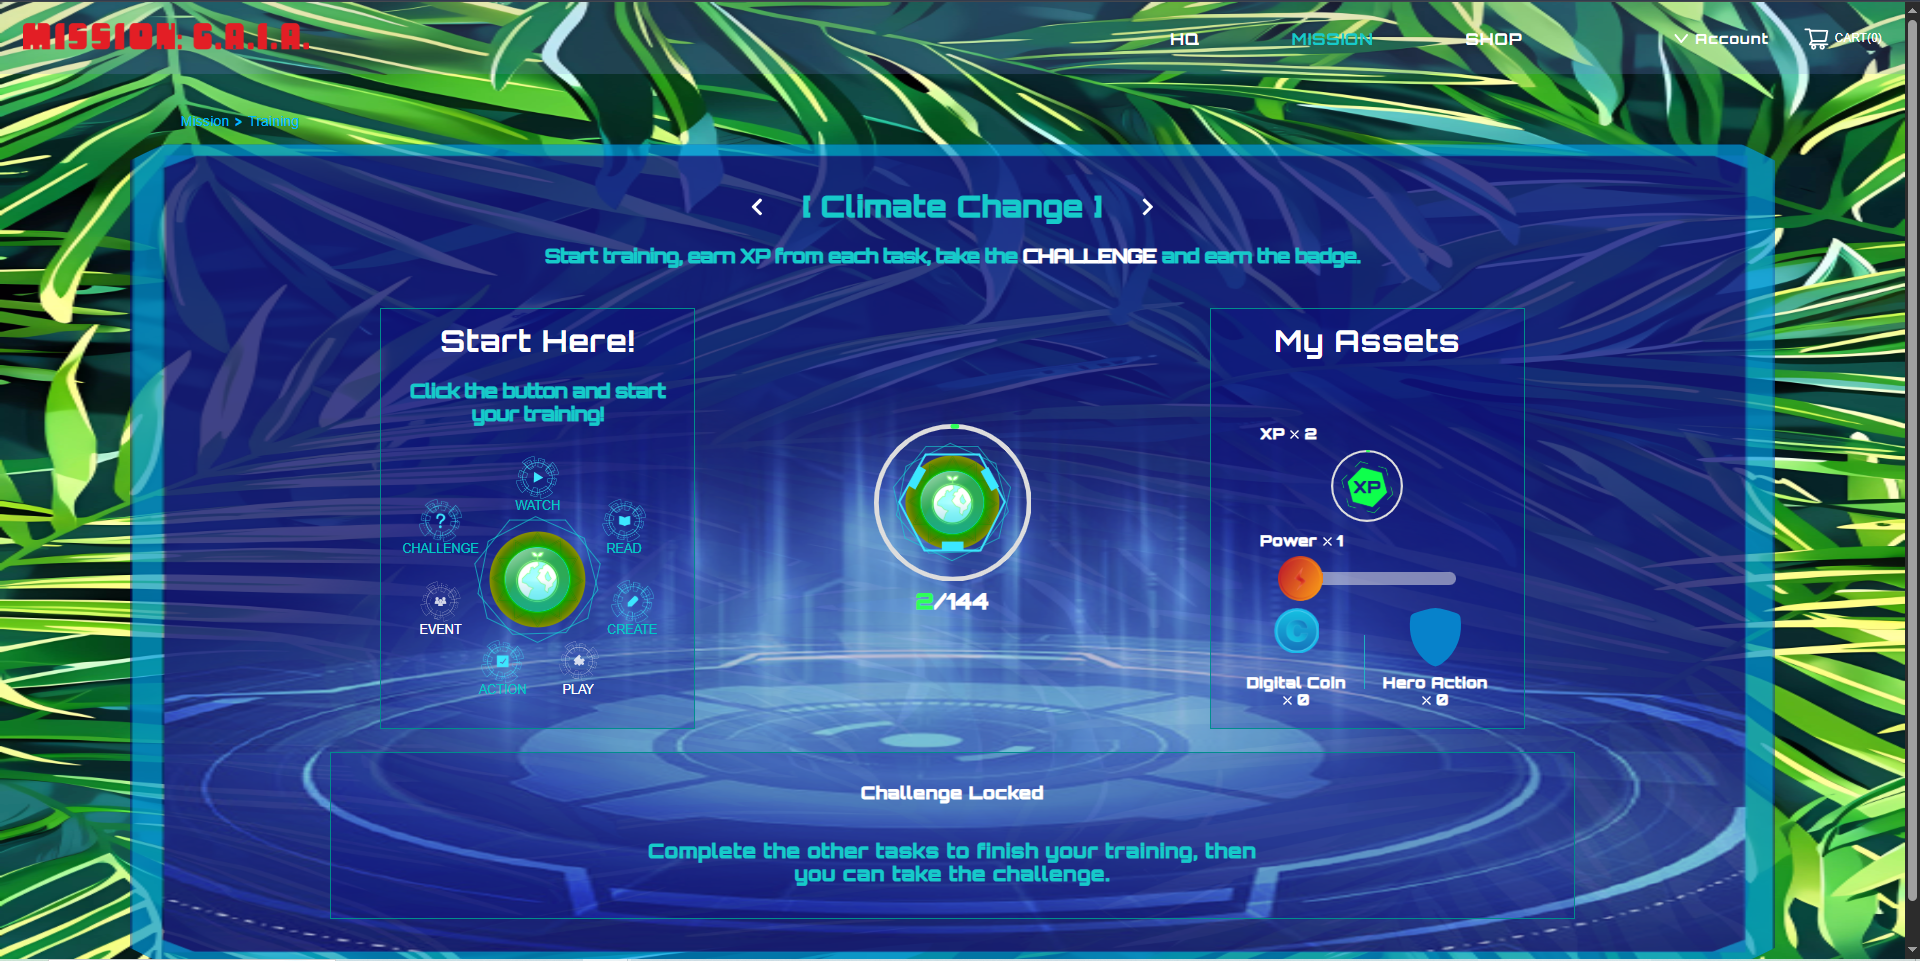 MISSION: G.A.I.A.
HQ
MISSION
SHOP
Account
CART(0)
Mission > Training
[ Climate Change ]
Start training, earn XP from each task, take the CHALLENGE and earn the badge.
Start Here!
Click the button and start
your training!
WATCH
CHALLENGE
READ
EVENT
CREATE
ACTION
PLAY
2/144
My Assets
XP × 2
XP
Power × 1
C
Digital Coin
× 0
Hero Action
× 0
Challenge Locked
Complete the other tasks to finish your training, then
you can take the challenge.